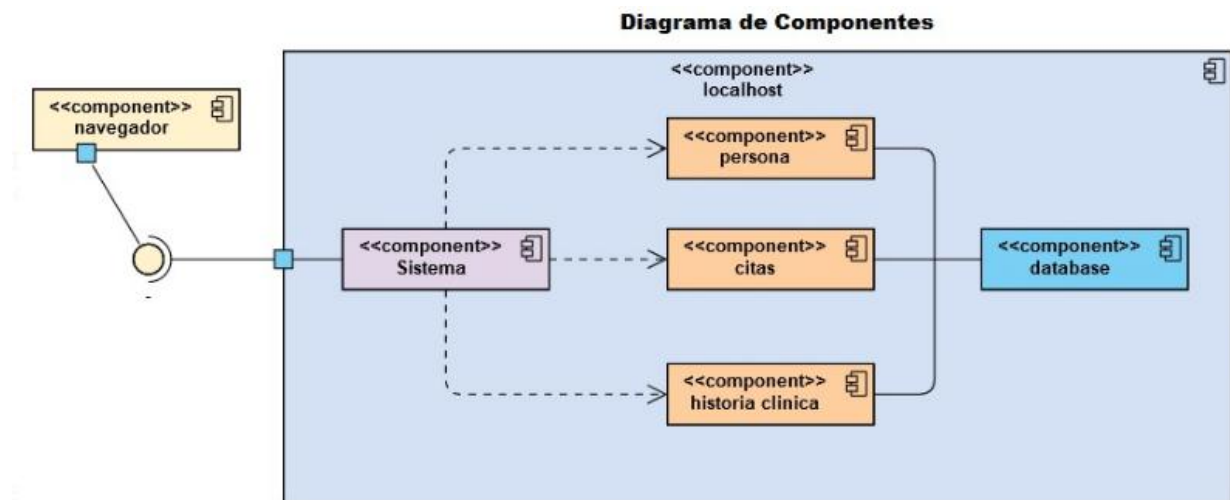 Diagrama de Componentes
<<component>>
localhost
<<component>>
navegador
<<component>>
persona
<<component>>
Sistema
<<component>>
citas
<<component>>
database
<<component>>
historia clinica
-